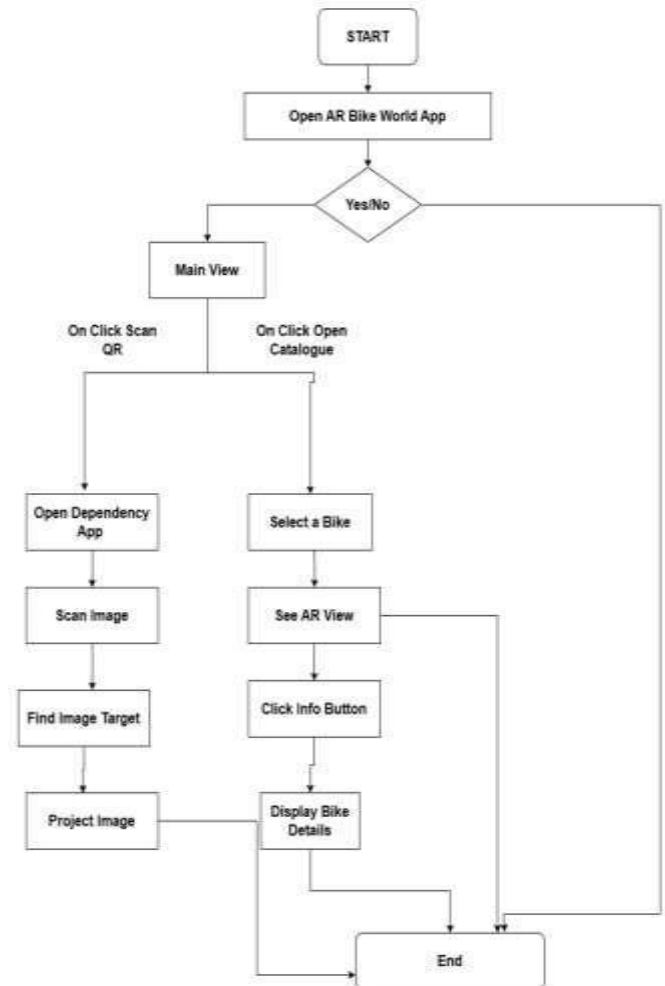 START
Open AR Bike World App
Yes/No
Main View
On Click Scan
QR
On Click Open
Catalogue
Open Dependency
App
Select a Bike
Scan Image
See AR View
Find Image Target
Click Info Button
Project Image
Display Bike
Details
End